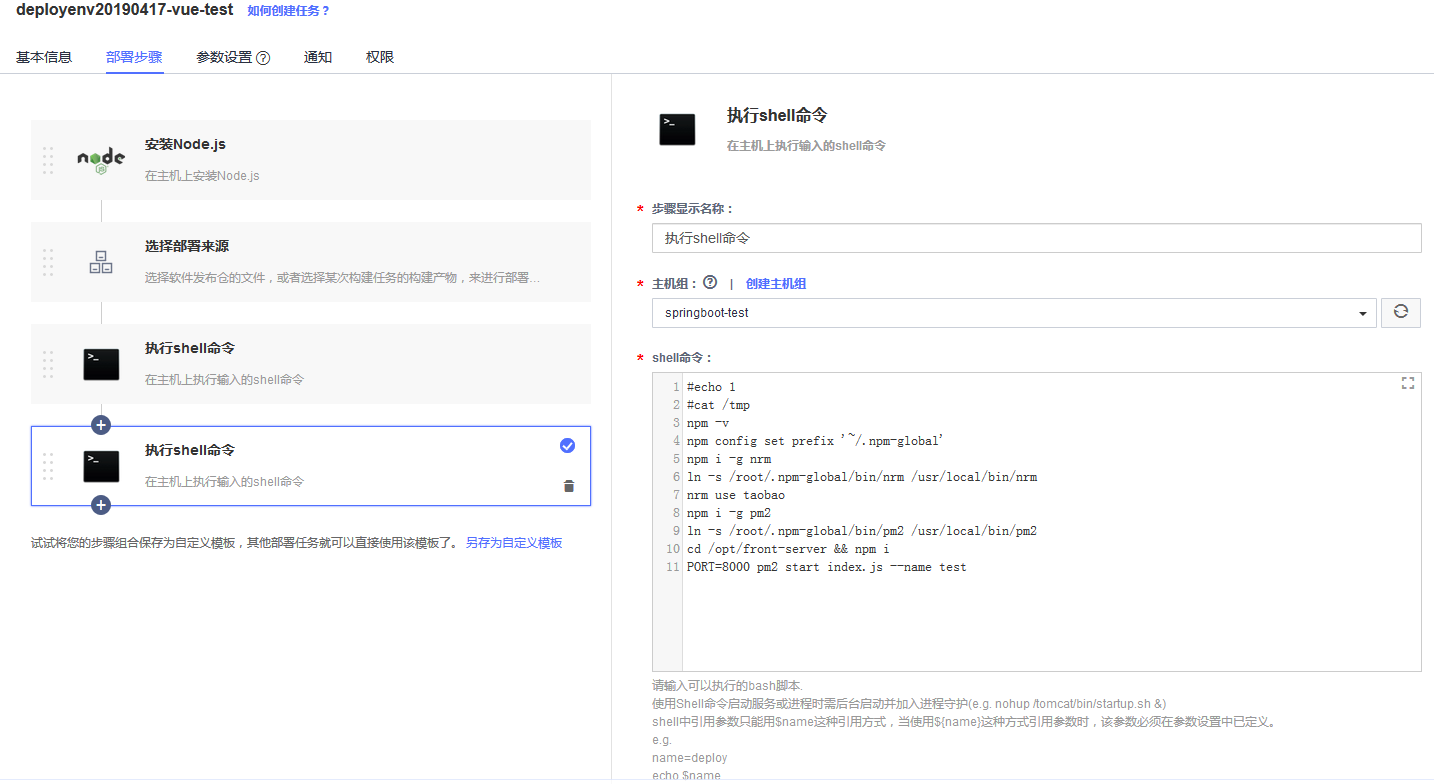 deployenv20190417-vue-test 如何创建任务？
基本信息 部署步骤 参数设置 ? 通知 权限
node
JS
安装Node.js
在主机上安装Node.js
选择部署来源
选择软件发布仓的文件，或者选择某次构建任务的构建产物，来进行部署...
>_
执行shell命令
在主机上执行输入的shell命令
+
>_
执行shell命令
在主机上执行输入的shell命令
+
试试将您的步骤组合保存为自定义模板，其他部署任务就可以直接使用该模板了。 另存为自定义模板
>_
执行shell命令
在主机上执行输入的shell命令
* 步骤显示名称：
执行shell命令
* 主机组： ? | 创建主机组
springboot-test
* shell命令：
1 #echo 1
2 #cat /tmp
3 npm -v
4 npm config set prefix '~/.npm-global'
5 npm i -g nrm
6 ln -s /root/.npm-global/bin/nrm /usr/local/bin/nrm
7 nrm use taobao
8 npm i -g pm2
9 ln -s /root/.npm-global/bin/pm2 /usr/local/bin/pm2
10 cd /opt/front-server && npm i
11 PORT=8000 pm2 start index.js --name test
请输入可以执行的bash脚本.
使用Shell命令启动服务或进程时需后台启动并加入进程守护(e.g. nohup /tomcat/bin/startup.sh &)
shell中引用参数只能用$name这种引用方式，当使用${name}这种方式引用参数时，该参数必须在参数设置中已定义。
e.g.
name=deploy
echo $name